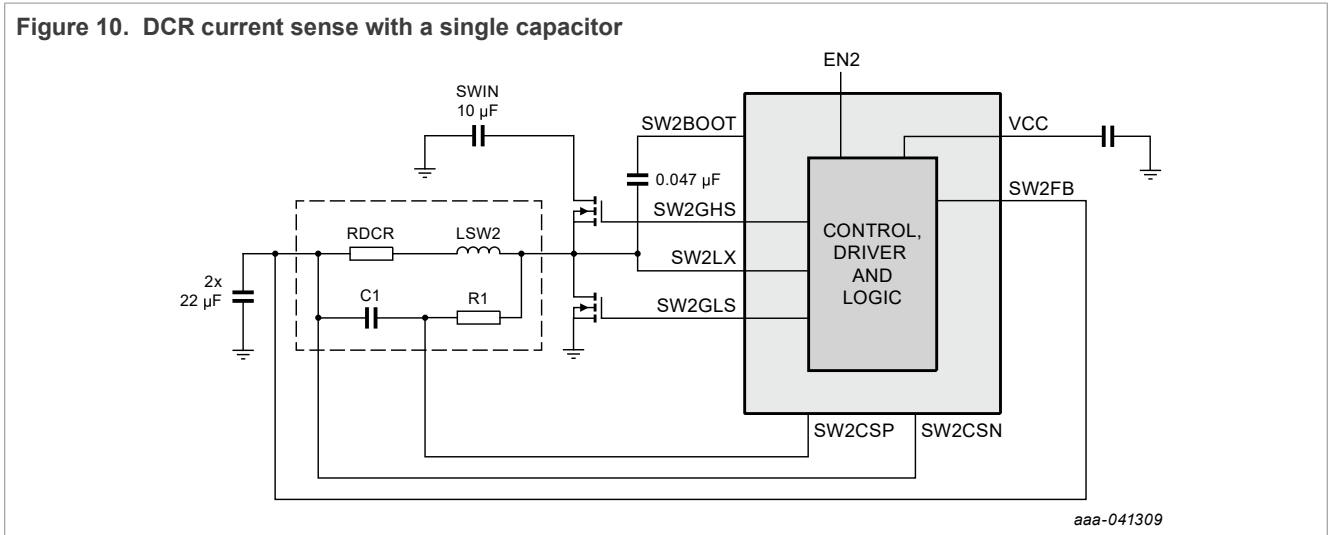 Figure 10. DCR current sense with a single capacitor
EN2
SWIN
10 µF
SW2BOOT
VCC
0.047 µF
SW2FB
SW2GHS
RDCR
LSW2
CONTROL,
DRIVER
AND
LOGIC
SW2LX
2x
22 µF
C1
R1
SW2GLS
SW2CSP
SW2CSN
aaa-041309